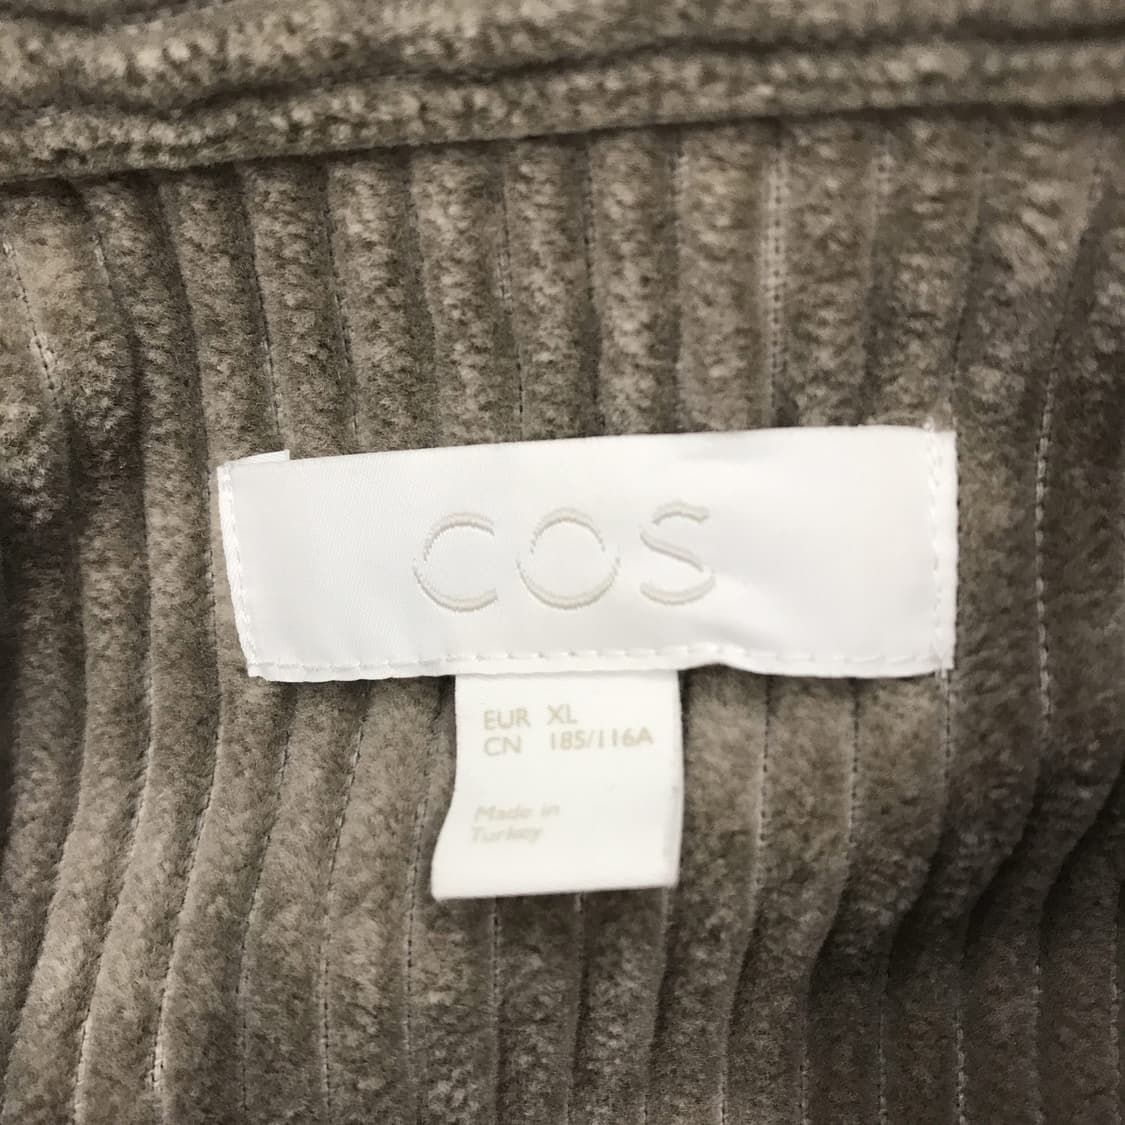 COS
EUR XL
CN 185/116A
Made in
Turkey